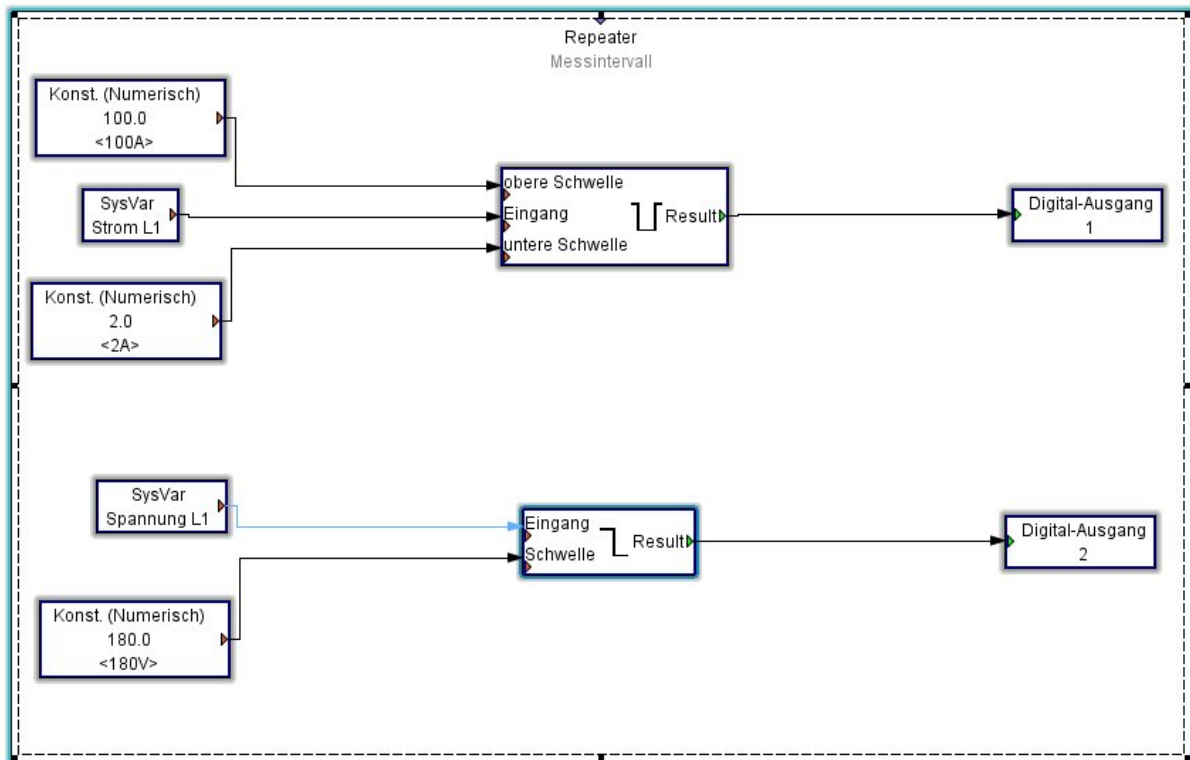 Repeater
Messintervall
Konst. (Numerisch)
100.0
<100A>
SysVar
Strom L1
Konst. (Numerisch)
2.0
<2A>
obere Schwelle
Eingang
untere Schwelle
Result
Digital-Ausgang
1
SysVar
Spannung L1
Konst. (Numerisch)
180.0
<180V>
Eingang
Schwelle
Result
Digital-Ausgang
2